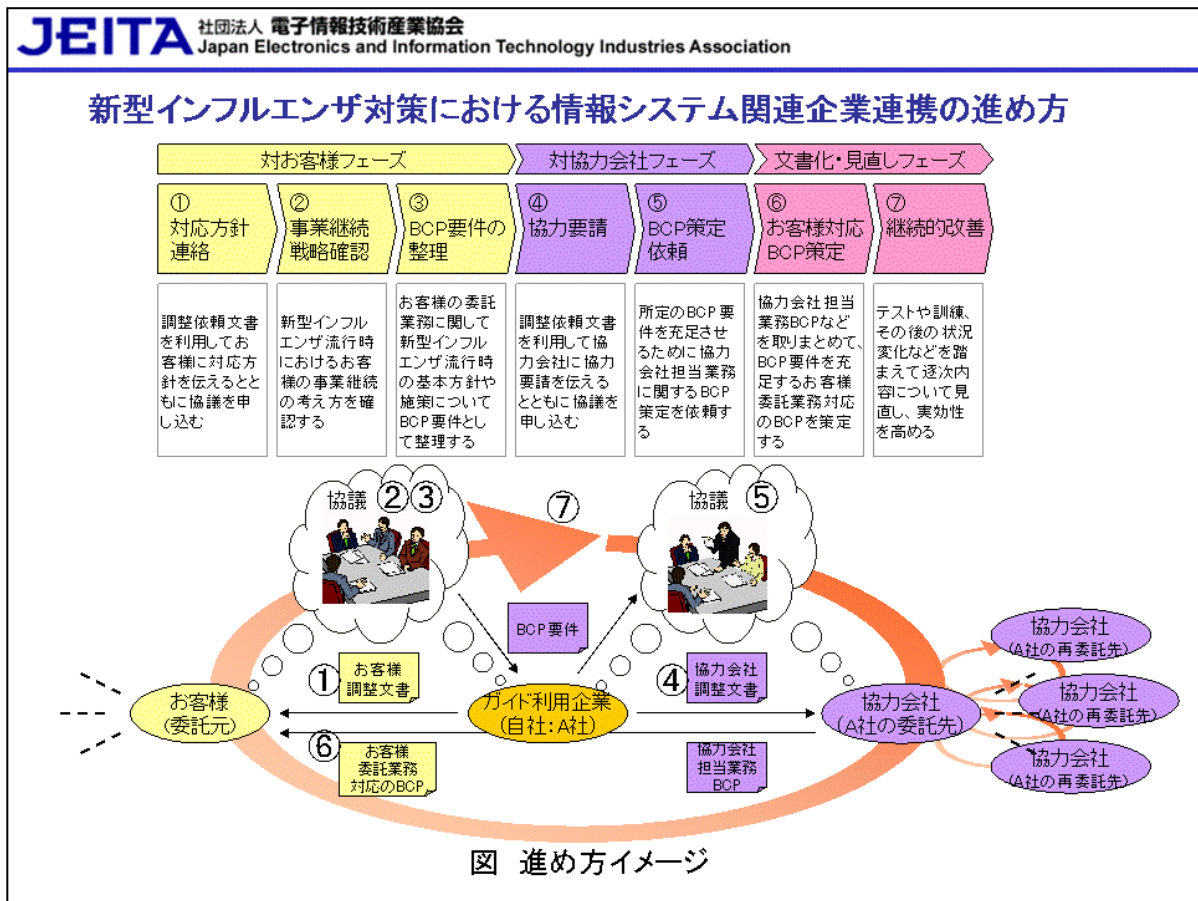 JEITA 社団法人 電子情報技術産業協会
Japan Electronics and Information Technology Industries Association
新型インフルエンザ対策における情報システム関連企業連携の進め方
対お客様フェーズ
対協力会社フェーズ
文書化・見直しフェーズ
①
対応方針
連絡
②
事業継続
戦略確認
③
BCP要件の
整理
④
協力要請
⑤
BCP策定
依頼
⑥
お客様対応
BCP策定
⑦
継続的改善
調整依頼文書
を利用してお
客様に対応方
針を伝えるとと
もに協議を申
し込む
新型インフル
エンザ流行時
におけるお客
様の事業継続
の考え方を確
認する
お客様の委託
業務に関して
新型インフル
エンザ流行時
の基本方針や
施策について
BCP要件とし
て整理する
調整依頼文書
を利用して協
力会社に協力
要請を伝える
とともに協議を
申し込む
所定のBCP要
件を充足させ
るために協力
会社担当業務
に関するBCP
策定を依頼す
る
協力会社担当
業務BCPなど
を取りまとめて、
BCP要件を充
足するお客様
委託業務対応
のBCPを策定
する
テストや訓練、
その後の状況
変化などを踏
まえて逐次内
容について見
直し、実効性
を高める
協議 ②③
⑦
協議 ⑤
BCP要件
① お客様
調整文書
④ 協力会社
調整文書
お客様
(委託元)
ガイド利用企業
(自社:A社)
協力会社
(A社の委託先)
協力会社
(A社の再委託先)
協力会社
(A社の再委託先)
協力会社
(A社の再委託先)
⑥
お客様
委託業務
対応のBCP
協力会社
担当業務
BCP
図 進め方イメージ